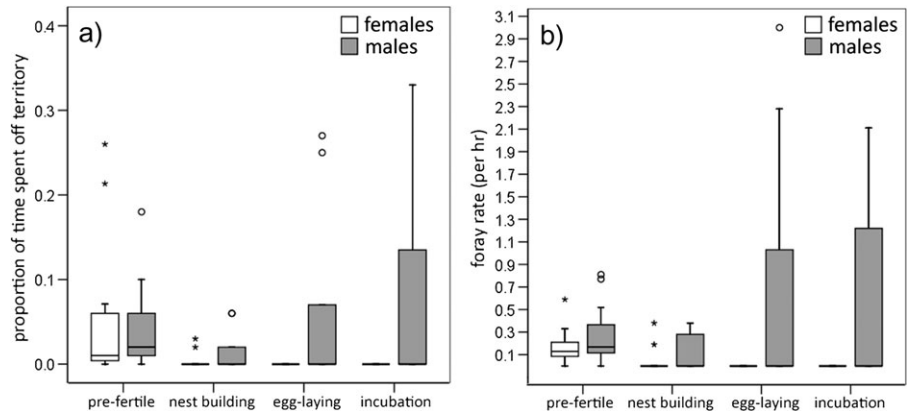 a)
females
males
proportion of time spent off territory
0.4
0.3
0.2
0.1
0.0
pre-fertile nest building egg-laying incubation
b)
females
males
foray rate (per hr)
3.1
2.9
2.7
2.5
2.3
2.1
1.9
1.7
1.5
1.3
1.1
0.9
0.7
0.5
0.3
0.1
pre-fertile nest building egg-laying incubation